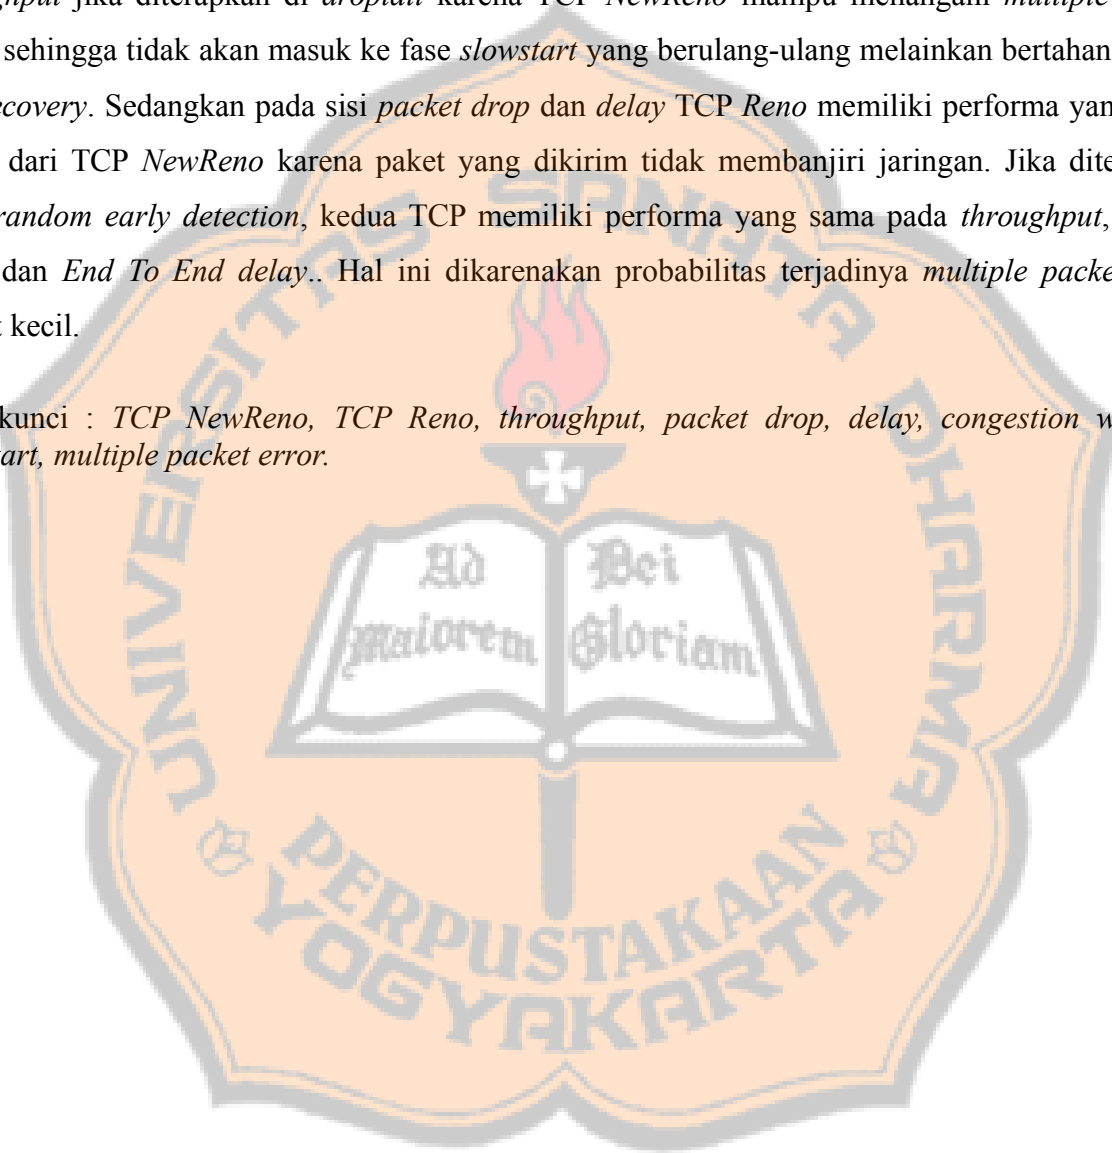 ghput jika diterapkan di droptail karena TCP NewReno mampu menangani multiple
sehingga tidak akan masuk ke fase slowstart yang berulang-ulang melainkan bertahan
ecovery. Sedangkan pada sisi packet drop dan delay TCP Reno memiliki performa yan
dari TCP NewReno karena paket yang dikirim tidak membanjiri jaringan. Jika dite
random early detection, kedua TCP memiliki performa yang sama pada throughput,
dan End To End delay.. Hal ini dikarenakan probabilitas terjadinya multiple packe
t kecil.
kunci : TCP NewReno, TCP Reno, throughput, packet drop, delay, congestion w
art, multiple packet error.
UNIVERSITAS SANATA DHARMA
Ad Dei
maiorem Gloriam
PERPUSTAKAAN
YOGYAKARTA